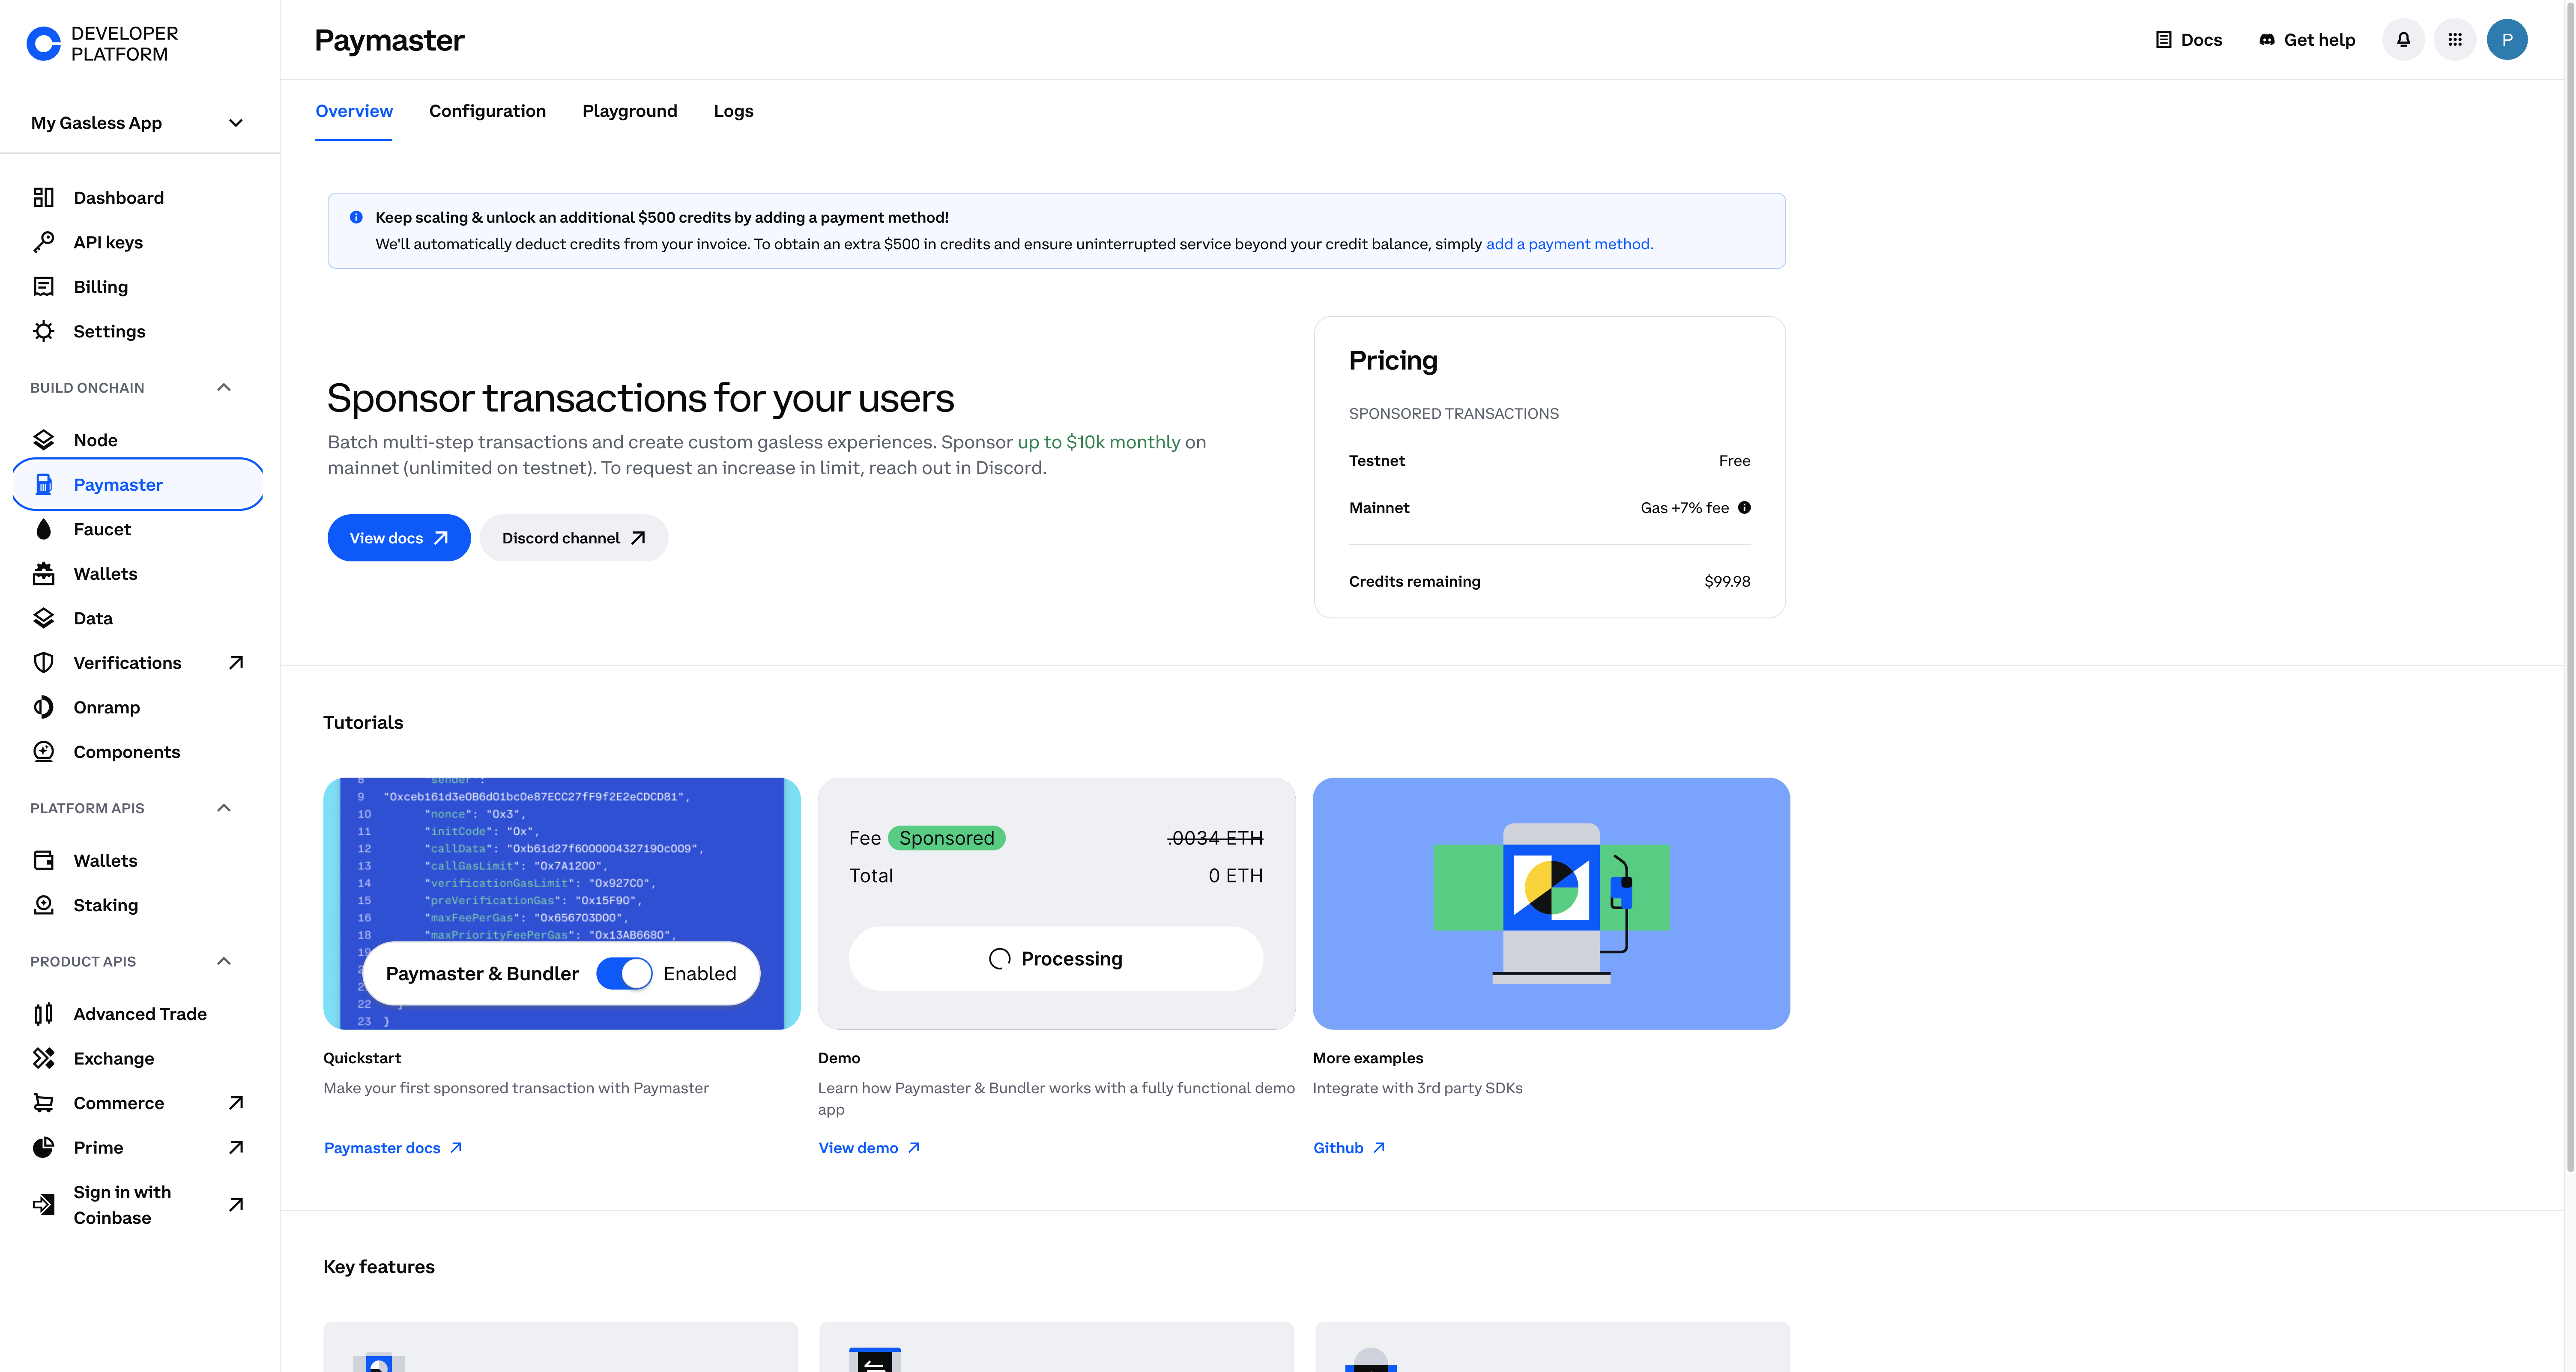 DEVELOPER
PLATFORM
My Gasless App
Dashboard
API keys
Billing
Settings
BUILD ONCHAIN
Node
Paymaster
Faucet
Wallets
Data
Verifications
Onramp
Components
PLATFORM APIS
Wallets
Staking
PRODUCT APIS
Advanced Trade
Exchange
Commerce
Prime
Sign in with
Coinbase
Paymaster
Docs
Get help
P
Overview
Configuration
Playground
Logs
Keep scaling & unlock an additional $500 credits by adding a payment method!
We'll automatically deduct credits from your invoice. To obtain an extra $500 in credits and ensure uninterrupted service beyond your credit balance, simply add a payment method.
Sponsor transactions for your users
Batch multi-step transactions and create custom gasless experiences. Sponsor up to $10k monthly on
mainnet (unlimited on testnet). To request an increase in limit, reach out in Discord.
View docs
Discord channel
Pricing
SPONSORED TRANSACTIONS
Testnet Free
Mainnet Gas +7% fee
Credits remaining $99.98
Tutorials
8 "sender":
9 "0xceb161d3e0B6d01bc0e87ECC27fF9f2E2eCDCD81",
10 "nonce": "0x3",
11 "initCode": "0x",
12 "callData": "0xb61d27f6000004327190c009",
13 "callGasLimit": "0x7A1200",
14 "verificationGasLimit": "0x927C0",
15 "preVerificationGas": "0x15F90",
16 "maxFeePerGas": "0x656703D00",
18 "maxPriorityFeePerGas": "0x13AB6680",
19
Paymaster & Bundler Enabled
22 }
23 }
Quickstart
Make your first sponsored transaction with Paymaster
Paymaster docs
Fee Sponsored .0034 ETH
Total 0 ETH
Processing
Demo
Learn how Paymaster & Bundler works with a fully functional demo
app
View demo
More examples
Integrate with 3rd party SDKs
Github
Key features